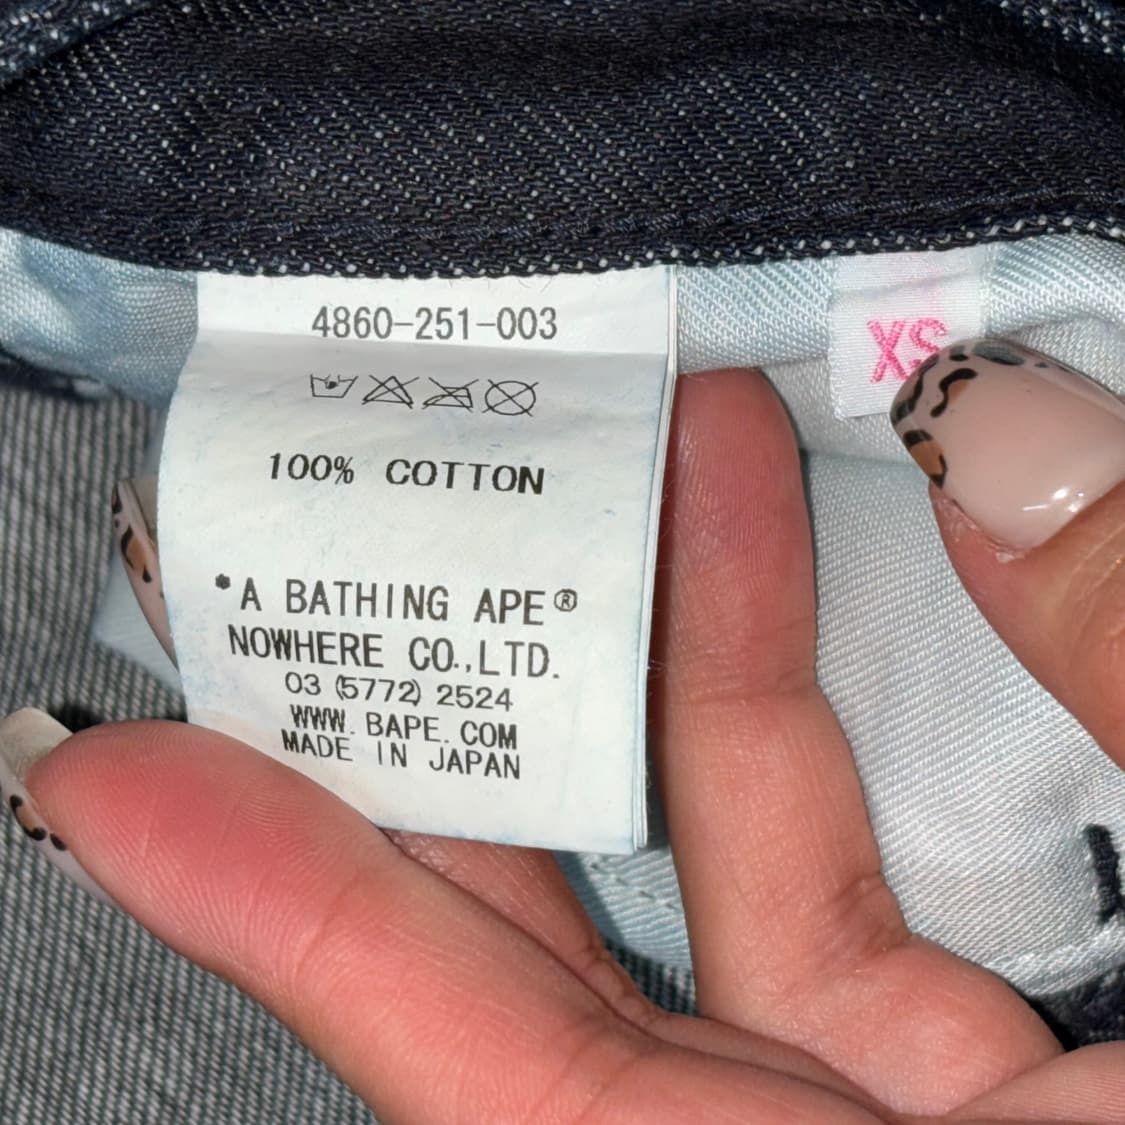 4860-251-003
XS
100% COTTON
*A BATHING APE®
NOWHERE CO.,LTD.
03 (5772) 2524
WWW. BAPE. COM
MADE IN JAPAN